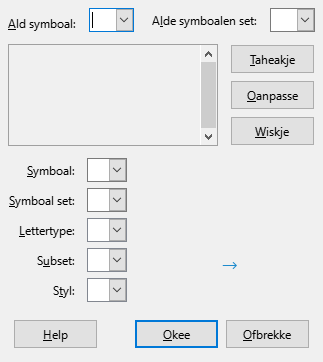 Ald symboal: Alde symboalen set:
Taheakje
Oanpasse
Wiskje
Symboal:
Symboal set:
Lettertype:
Subset:
Styl:
→
Help Okee Ofbrekke